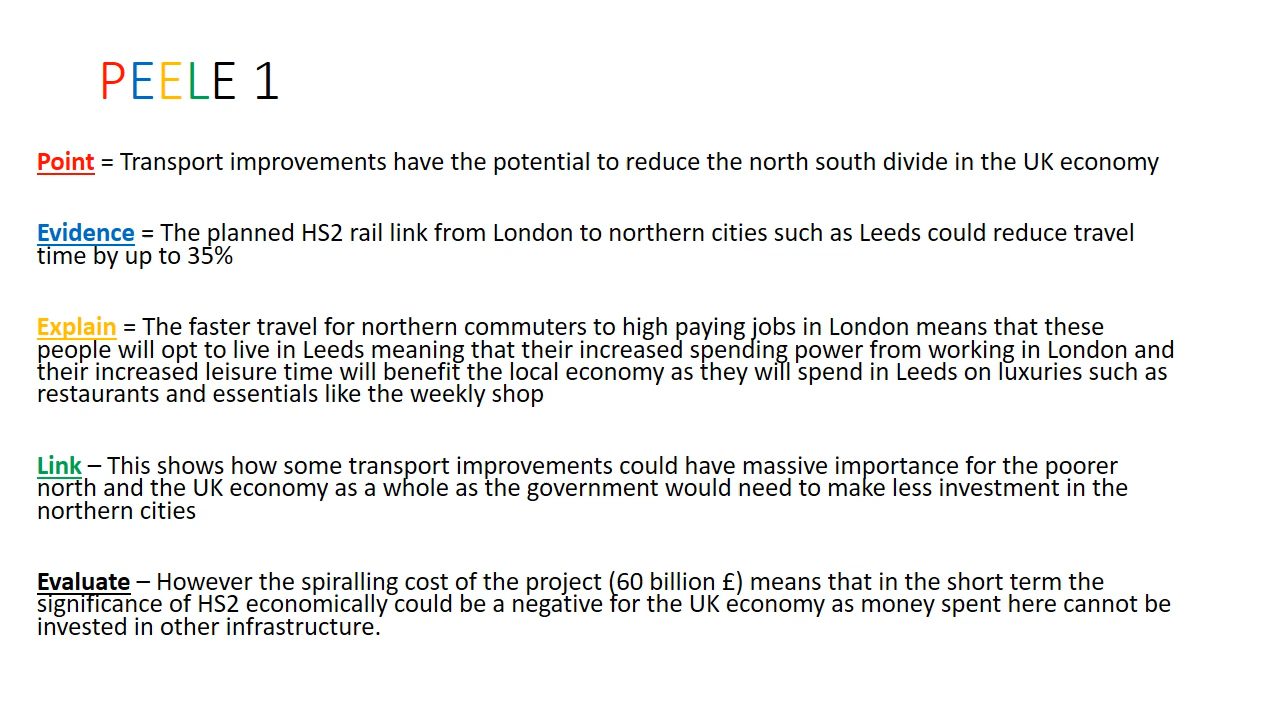 PEELE 1
Point = Transport improvements have the potential to reduce the north south divide in the UK economy
Evidence = The planned HS2 rail link from London to northern cities such as Leeds could reduce travel
time by up to 35%
Explain = The faster travel for northern commuters to high paying jobs in London means that these
people will opt to live in Leeds meaning that their increased spending power from working in London and
their increased leisure time will benefit the local economy as they will spend in Leeds on luxuries such as
restaurants and essentials like the weekly shop
Link – This shows how some transport improvements could have massive importance for the poorer
north and the UK economy as a whole as the government would need to make less investment in the
northern cities
Evaluate – However the spiralling cost of the project (60 billion £) means that in the short term the
significance of HS2 economically could be a negative for the UK economy as money spent here cannot be
invested in other infrastructure.